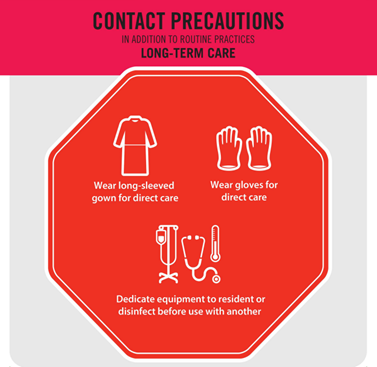 CONTACT PRECAUTIONS
IN ADDITION TO ROUTINE PRACTICES
LONG-TERM CARE
Wear long-sleeved
gown for direct care
Wear gloves for
direct care
Dedicate equipment to resident or
disinfect before use with another